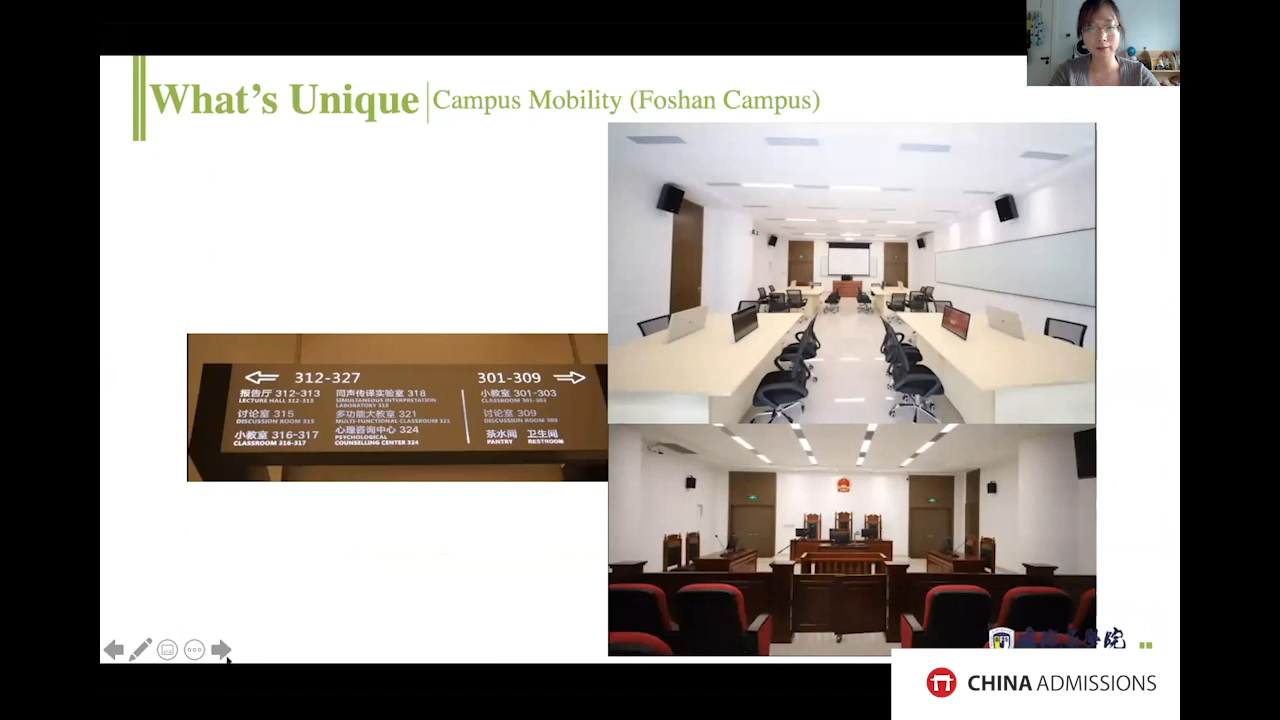 What's Unique
Campus Mobility (Foshan Campus)
312-327
301-309
报告厅 312-313
LECTURE HALL 312-313
同声传译实验室 318
SIMULTANEOUS INTERPRETATION
LABORATORY 318
小教室 301-303
CLASSROOM 301-303
讨论室 315
DISCUSSION ROOM 315
多功能大教室 321
MULTI-FUNCTIONAL CLASSROOM 321
讨论室 309
DISCUSSION ROOM 309
小教室 316-317
CLASSROOM 316-317
心理咨询中心 324
PSYCHOLOGICAL
COUNSELLING CENTER 324
茶水间 卫生间
PANTRY RESTROOM
CHINA ADMISSIONS